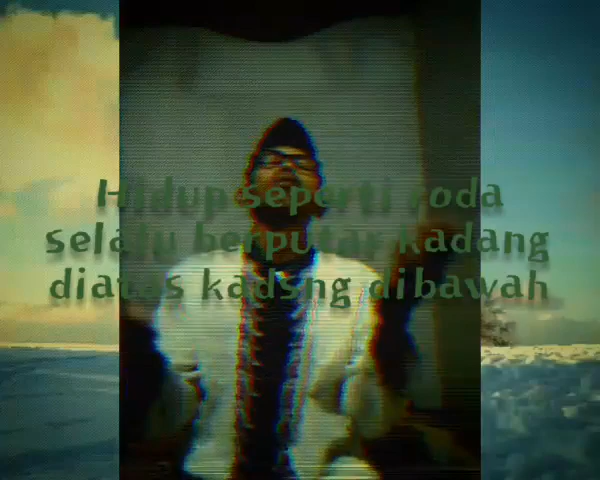 Hidup seperti roda
selalu berputar kadang
diatas kadsng dibawah